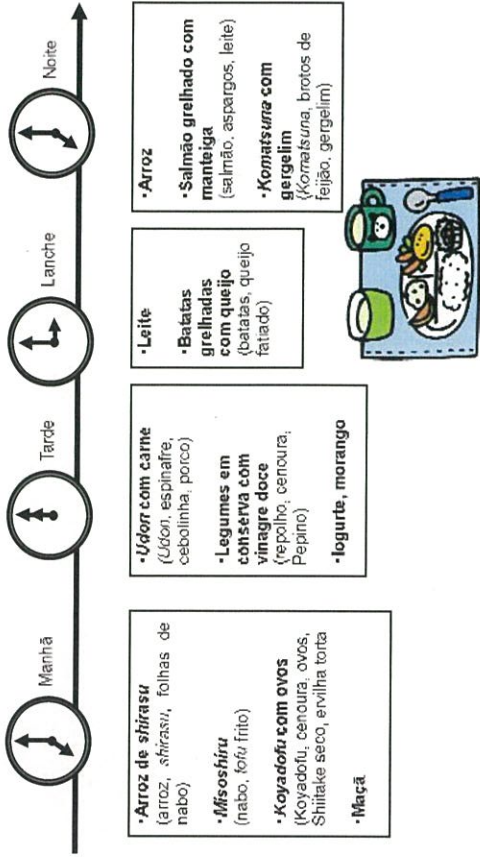 Manhã
Tarde
Lanche
Noite
•Arroz de shirasu
(arroz, shirasu, folhas de
nabo)
•Misoshiru
(nabo, tofu frito)
•Koyadofu com ovos
(Koyadofu, cenoura, ovos,
Shiitake seco, ervilha torta
•Maçã
•Udon com carne
(Udon, espinafre,
cebolinha, porco)
•Legumes em
conserva com
vinagre doce
(repolho, cenoura,
Pepino)
•Iogurte, morango
•Leite
•Batatas
grelhadas
com queijo
(batatas, queijo
fatiado)
•Arroz
•Salmão grelhado com
manteiga
(salmão, aspargos, leite)
•Komatsuna com
gergelim
(Komatsuna, brotos de
feijão, gergelim)